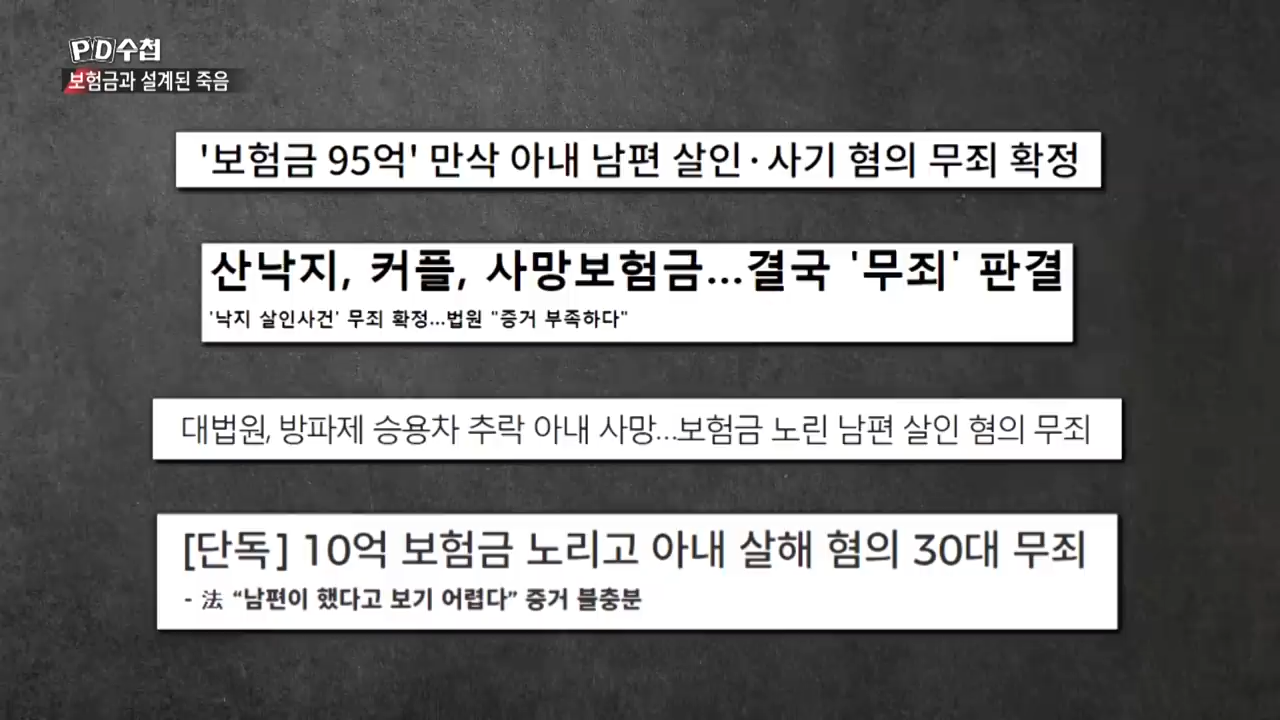 PD수첩
보험금과 설계된 죽음
'보험금 95억' 만삭 아내 남편 살인·사기 혐의 무죄 확정
산낙지, 커플, 사망보험금...결국 '무죄' 판결
'낙지 살인사건' 무죄 확정...법원 "증거 부족하다"
대법원, 방파제 승용차 추락 아내 사망...보험금 노린 남편 살인 혐의 무죄
[단독] 10억 보험금 노리고 아내 살해 혐의 30대 무죄
- 法 “남편이 했다고 보기 어렵다” 증거 불충분